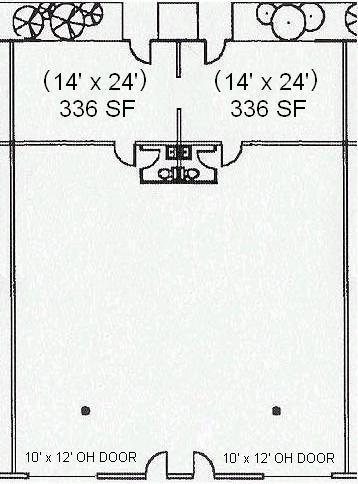 (14' x 24') (14' x 24')
336 SF 336 SF
10' x 12' OH DOOR 10' x 12' OH DOOR